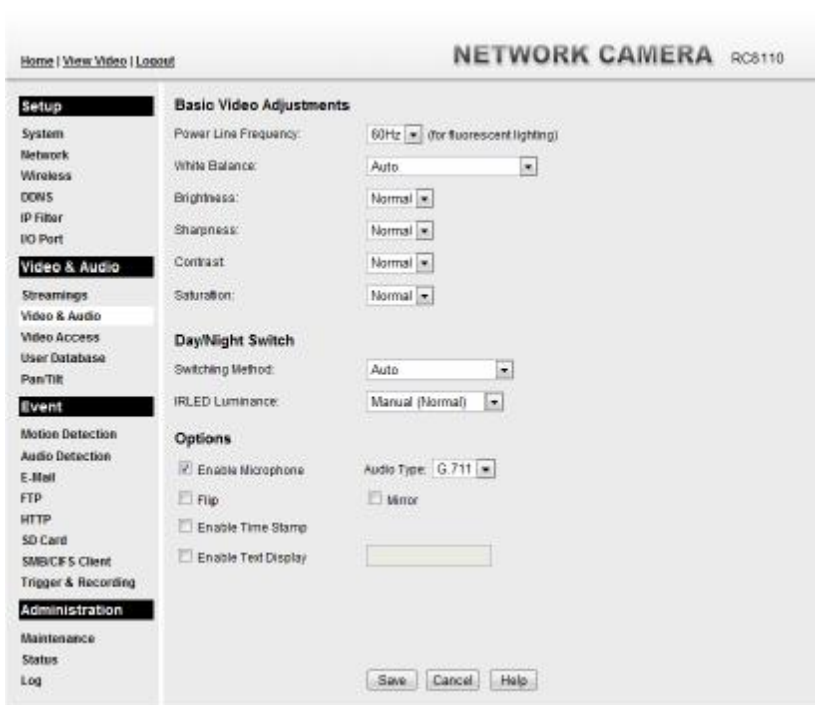 Home | View Video | Logout
NETWORK CAMERA RC8110
Setup
System
Network
Wireless
DDNS
IP Filter
I/O Port
Video & Audio
Streamings
Video & Audio
Video Access
User Database
Pan/Tilt
Event
Motion Detection
Audio Detection
E-Mail
FTP
HTTP
SD Card
SMB/CIFS Client
Trigger & Recording
Administration
Maintenance
Status
Log
Basic Video Adjustments
Power Line Frequency: 60Hz (for fluorescent lighting)
White Balance: Auto
Brightness: Normal
Sharpness: Normal
Contrast: Normal
Saturation: Normal
Day/Night Switch
Switching Method: Auto
IRLED Luminance: Manual (Normal)
Options
Enable Microphone Audio Type: G.711
Flip Mirror
Enable Time Stamp
Enable Text Display
Save Cancel Help